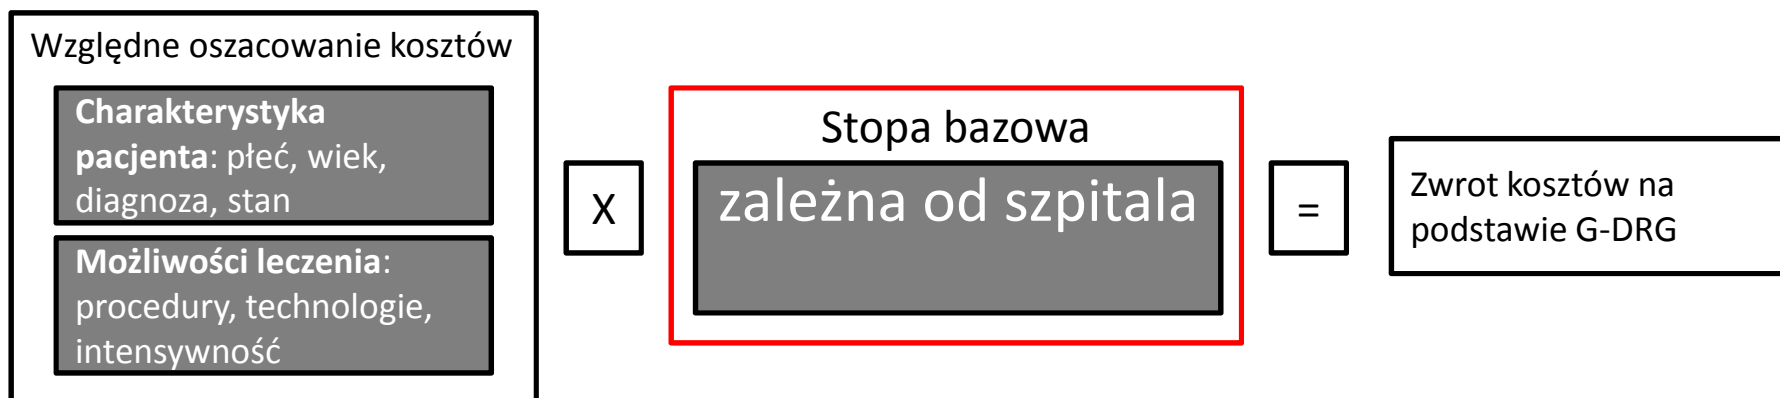 Względne oszacowanie kosztów
Charakterystyka
pacjenta: płeć, wiek,
diagnoza, stan
Możliwości leczenia:
procedury, technologie,
intensywność
X
Stopa bazowa
zależna od szpitala
=
Zwrot kosztów na
podstawie G-DRG